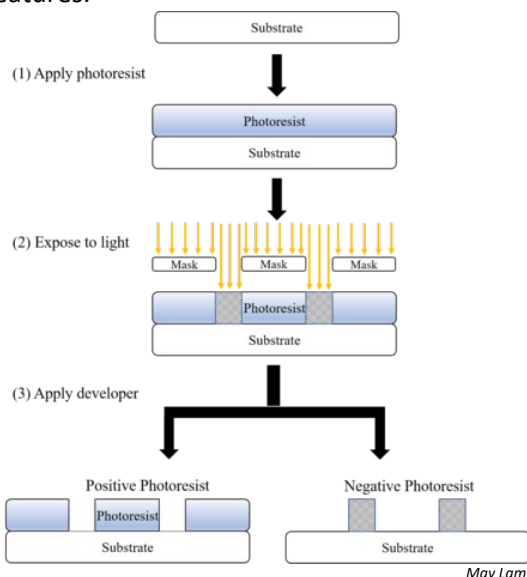 Substrate
(1) Apply photoresist
Photoresist
Substrate
(2) Expose to light
Mask Mask Mask
Photoresist
Substrate
(3) Apply developer
Positive Photoresist Negative Photoresist
Photoresist
Substrate Substrate
May Lam